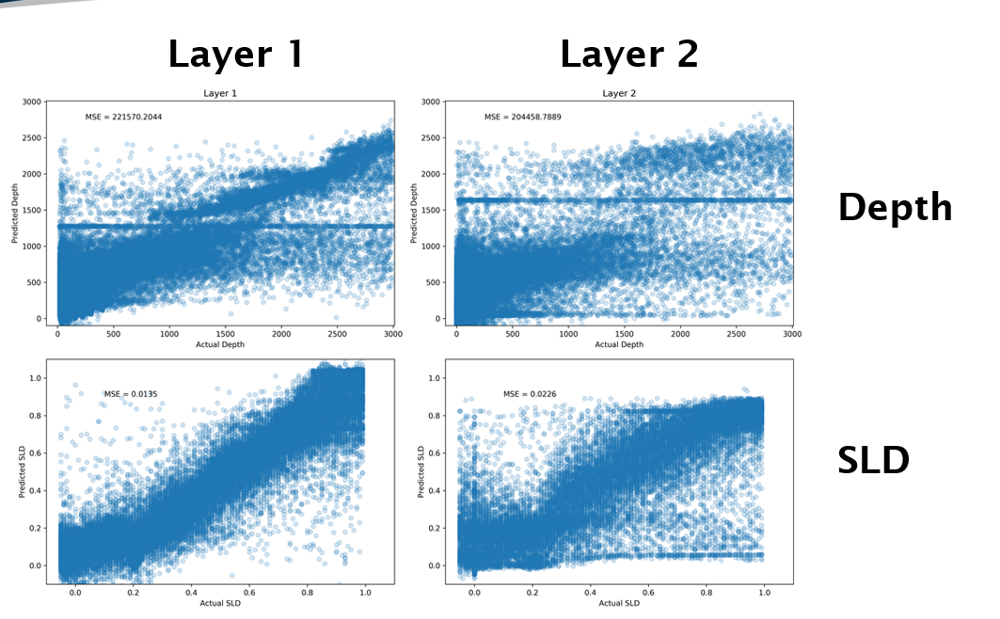 Layer 1
Layer 2
Layer 1
MSE = 221570.2044
3000
2500
2000
1500
1000
500
0
Predicted Depth
0 500 1000 1500 2000 2500 3000
Actual Depth
Layer 2
MSE = 204458.7889
3000
2500
2000
1500
1000
500
0
Predicted Depth
0 500 1000 1500 2000 2500 3000
Actual Depth
Depth
MSE = 0.0135
1.0
0.8
0.6
0.4
0.2
0.0
Predicted SLD
0.0 0.2 0.4 0.6 0.8 1.0
Actual SLD
MSE = 0.0226
1.0
0.8
0.6
0.4
0.2
0.0
Predicted SLD
0.0 0.2 0.4 0.6 0.8 1.0
Actual SLD
SLD